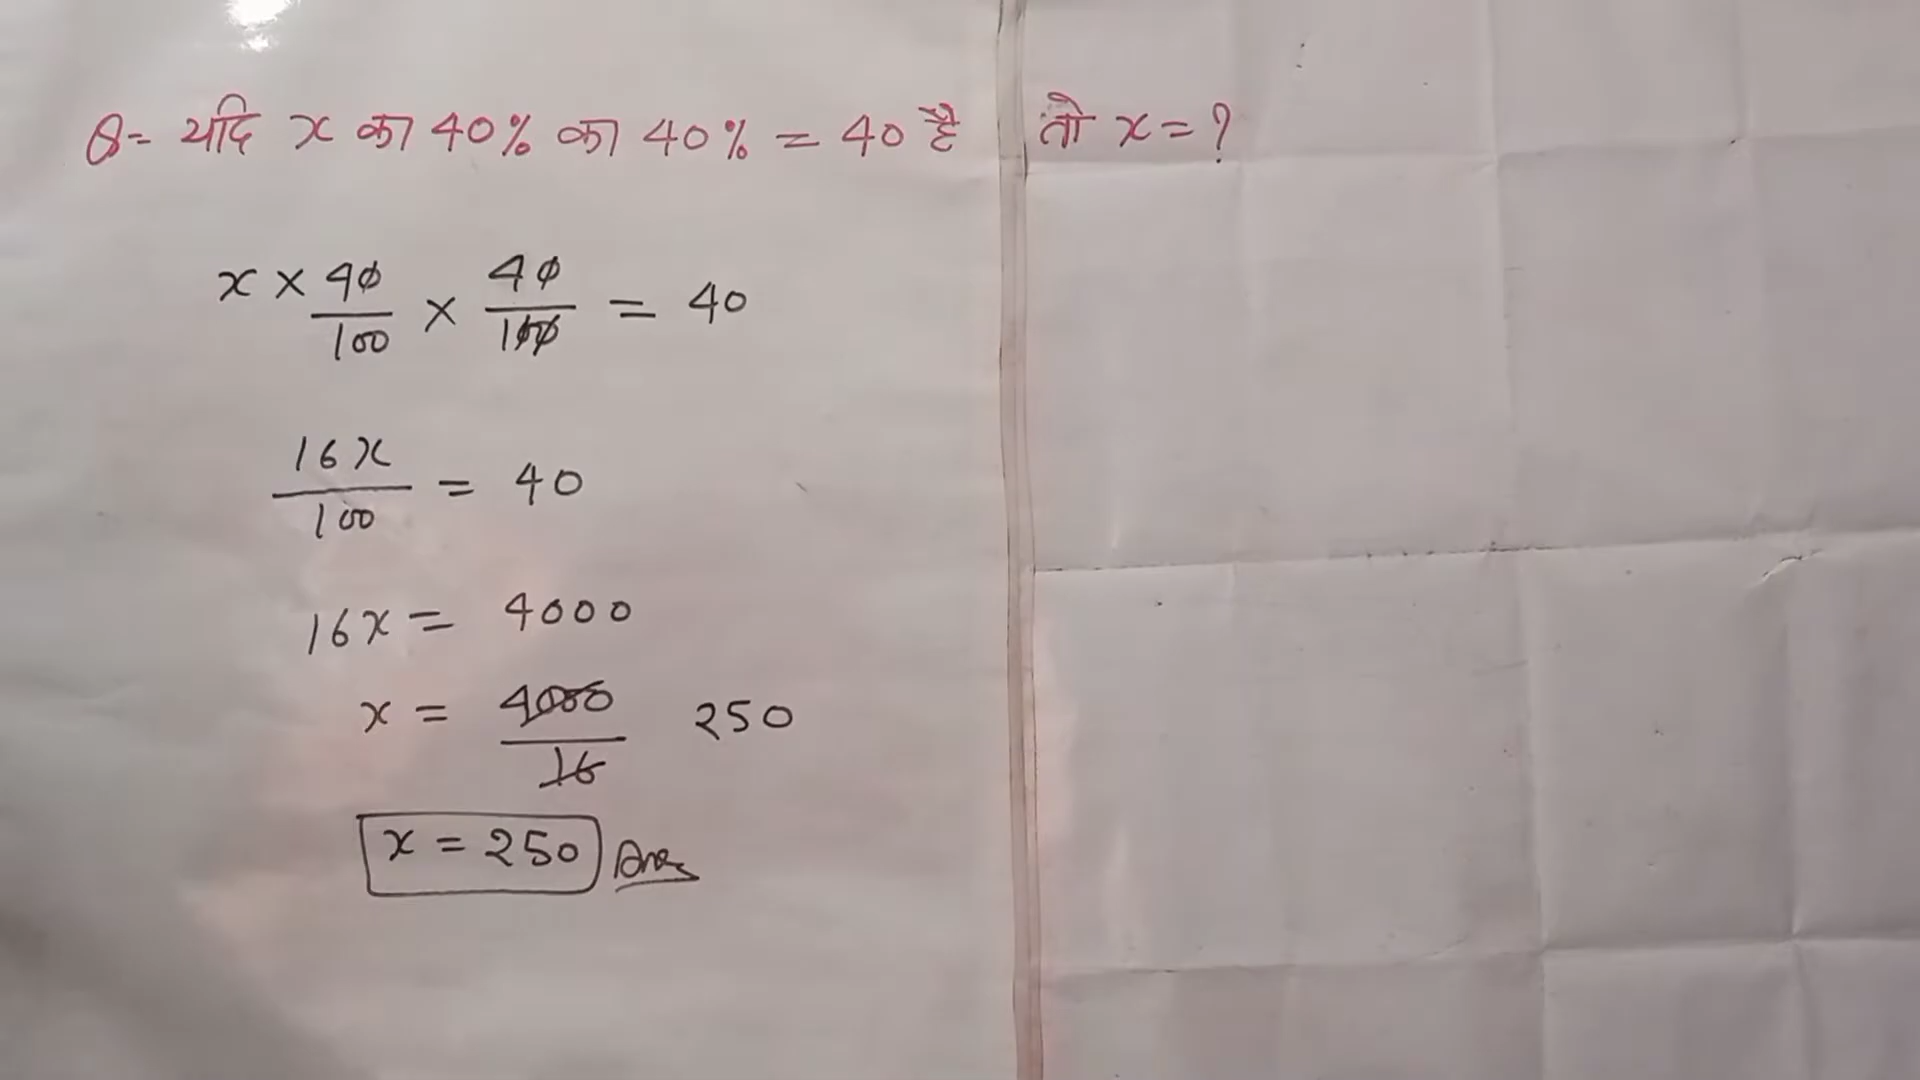 Q= यदि x का 40% का 40% = 40 है तो x = ?
x × 40/100 × 40/100 = 40
16x/100 = 40
16x = 4000
x = 4000/16 250
x = 250 Ans